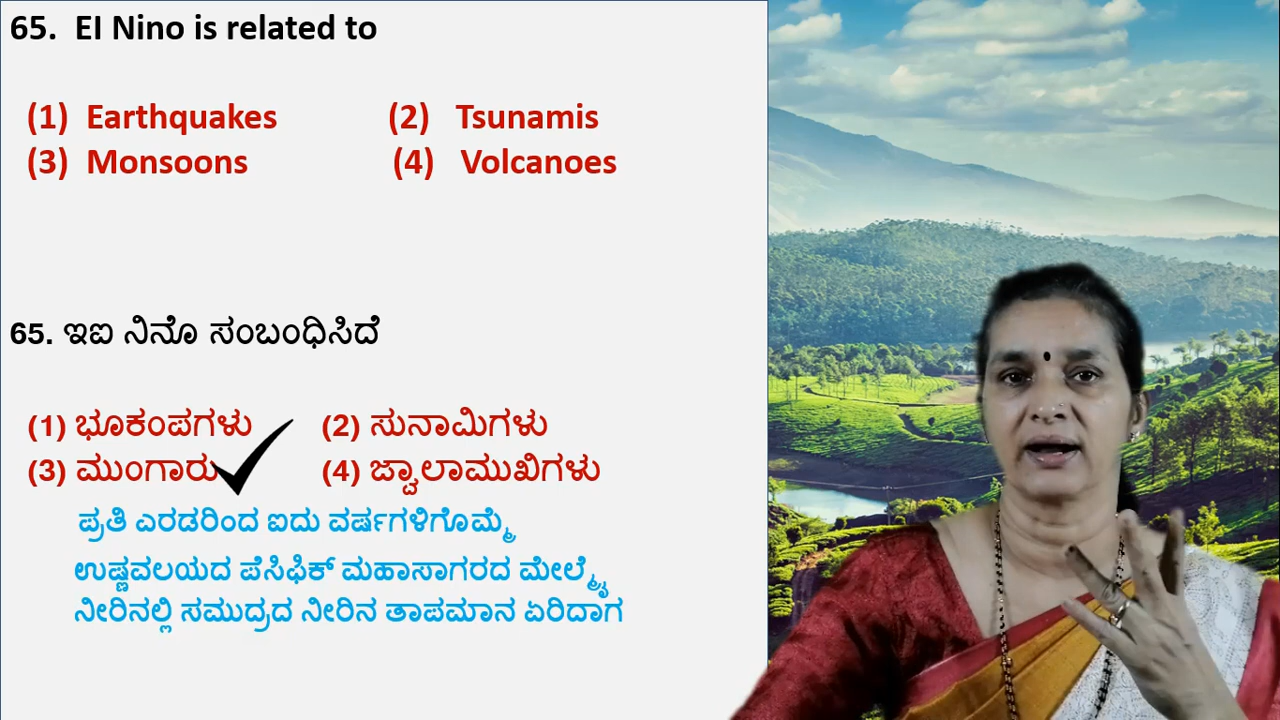 65. EI Nino is related to
(1) Earthquakes (2) Tsunamis
(3) Monsoons (4) Volcanoes
65. ಇಐ ನಿನೊ ಸಂಬಂಧಿಸಿದೆ
(1) ಭೂಕಂಪಗಳು (2) ಸುನಾಮಿಗಳು
(3) ಮುಂಗಾರು (4) ಜ್ವಾಲಾಮುಖಿಗಳು
ಪ್ರತಿ ಎರಡರಿಂದ ಐದು ವರ್ಷಗಳಿಗೊಮ್ಮೆ
ಉಷ್ಣವಲಯದ ಪೆಸಿಫಿಕ್ ಮಹಾಸಾಗರದ ಮೇಲ್ಮೈ
ನೀರಿನಲ್ಲಿ ಸಮುದ್ರದ ನೀರಿನ ತಾಪಮಾನ ಏರಿದಾಗ